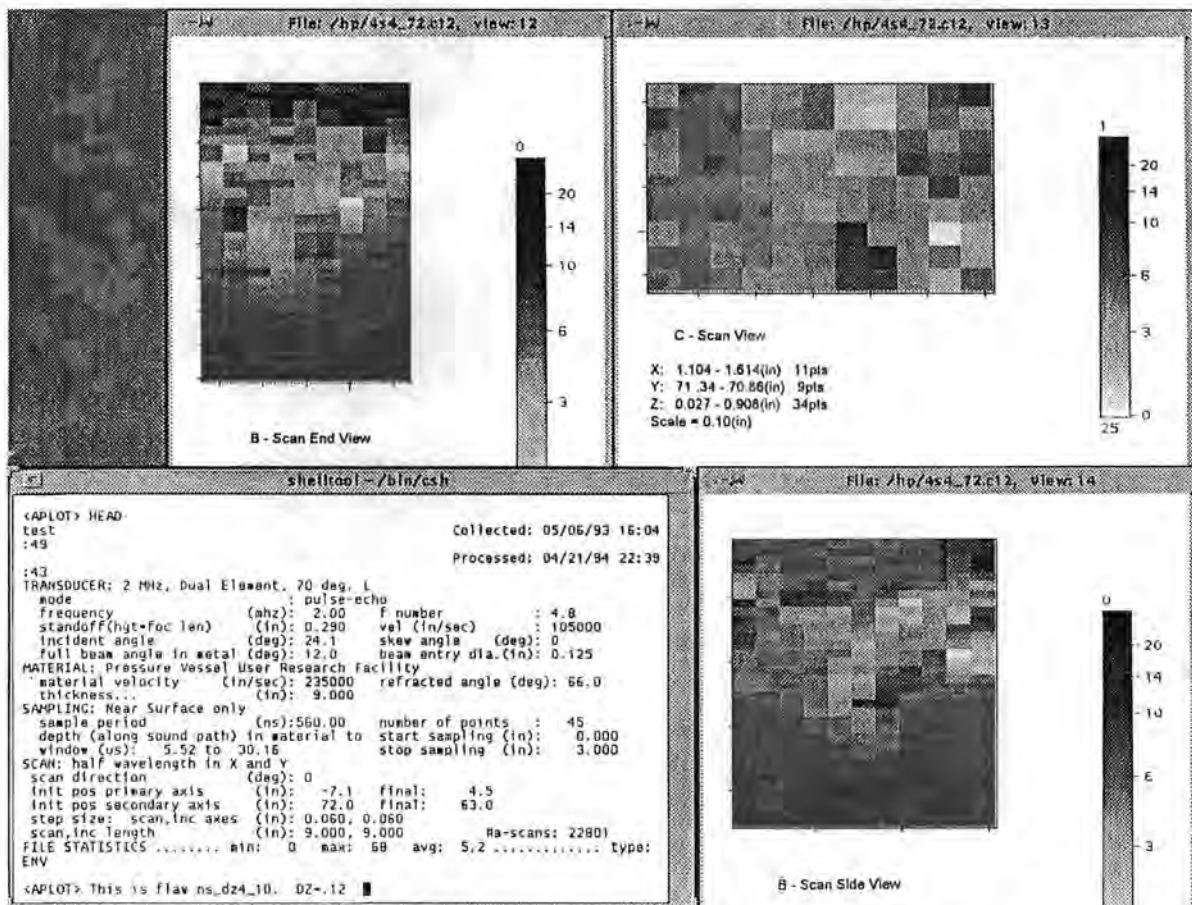 File: /hp/4s4_72.c12, view:12
0
20
14
10
6
3
B - Scan End View
File: /hp/4s4_72.c12, view:13
1
20
14
10
6
3
0
25
C - Scan View
X: 1.104 - 1.614(in) 11pts
Y: 71.34 - 70.86(in) 9pts
Z: 0.027 - 0.908(in) 34pts
Scale = 0.10(in)
shelltool - /bin/csh
<APLOT> HEAD
test Collected: 05/06/93 16:04
:49
Processed: 04/21/94 22:39
:43
TRANSDUCER: 2 MHz, Dual Element, 70 deg, L
mode : pulse-echo
frequency (mhz): 2.00 f number : 4.8
standoff(hgt+foc len) (in): 0.290 vel (in/sec) : 105000
incident angle (deg): 24.1 skew angle (deg): 0
full beam angle in metal (deg): 12.0 beam entry dia.(in): 0.125
MATERIAL: Pressure Vessel User Research Facility
material velocity (in/sec): 235000 refracted angle (deg): 66.0
thickness... (in): 9.000
SAMPLING: Near Surface only
sample period (ns):560.00 number of points : 45
depth (along sound path) in material to start sampling (in): 0.000
window (us): 5.52 to 30.16 stop sampling (in): 3.000
SCAN: half wavelength in X and Y
scan direction (deg): 0
init pos primary axis (in): -7.1 final: 4.5
init pos secondary axis (in): 72.0 final: 63.0
step size: scan,inc axes (in): 0.060, 0.060
scan,inc length (in): 9.000, 9.000 #a-scans: 22801
FILE STATISTICS ........ min: 0 max: 68 avg: 5.2 ............. type:
ENV
<APLOT> This is flaw ns_dz4_10. DZ=.12
File: /hp/4s4_72.c12, view:14
0
20
14
10
6
3
B - Scan Side View